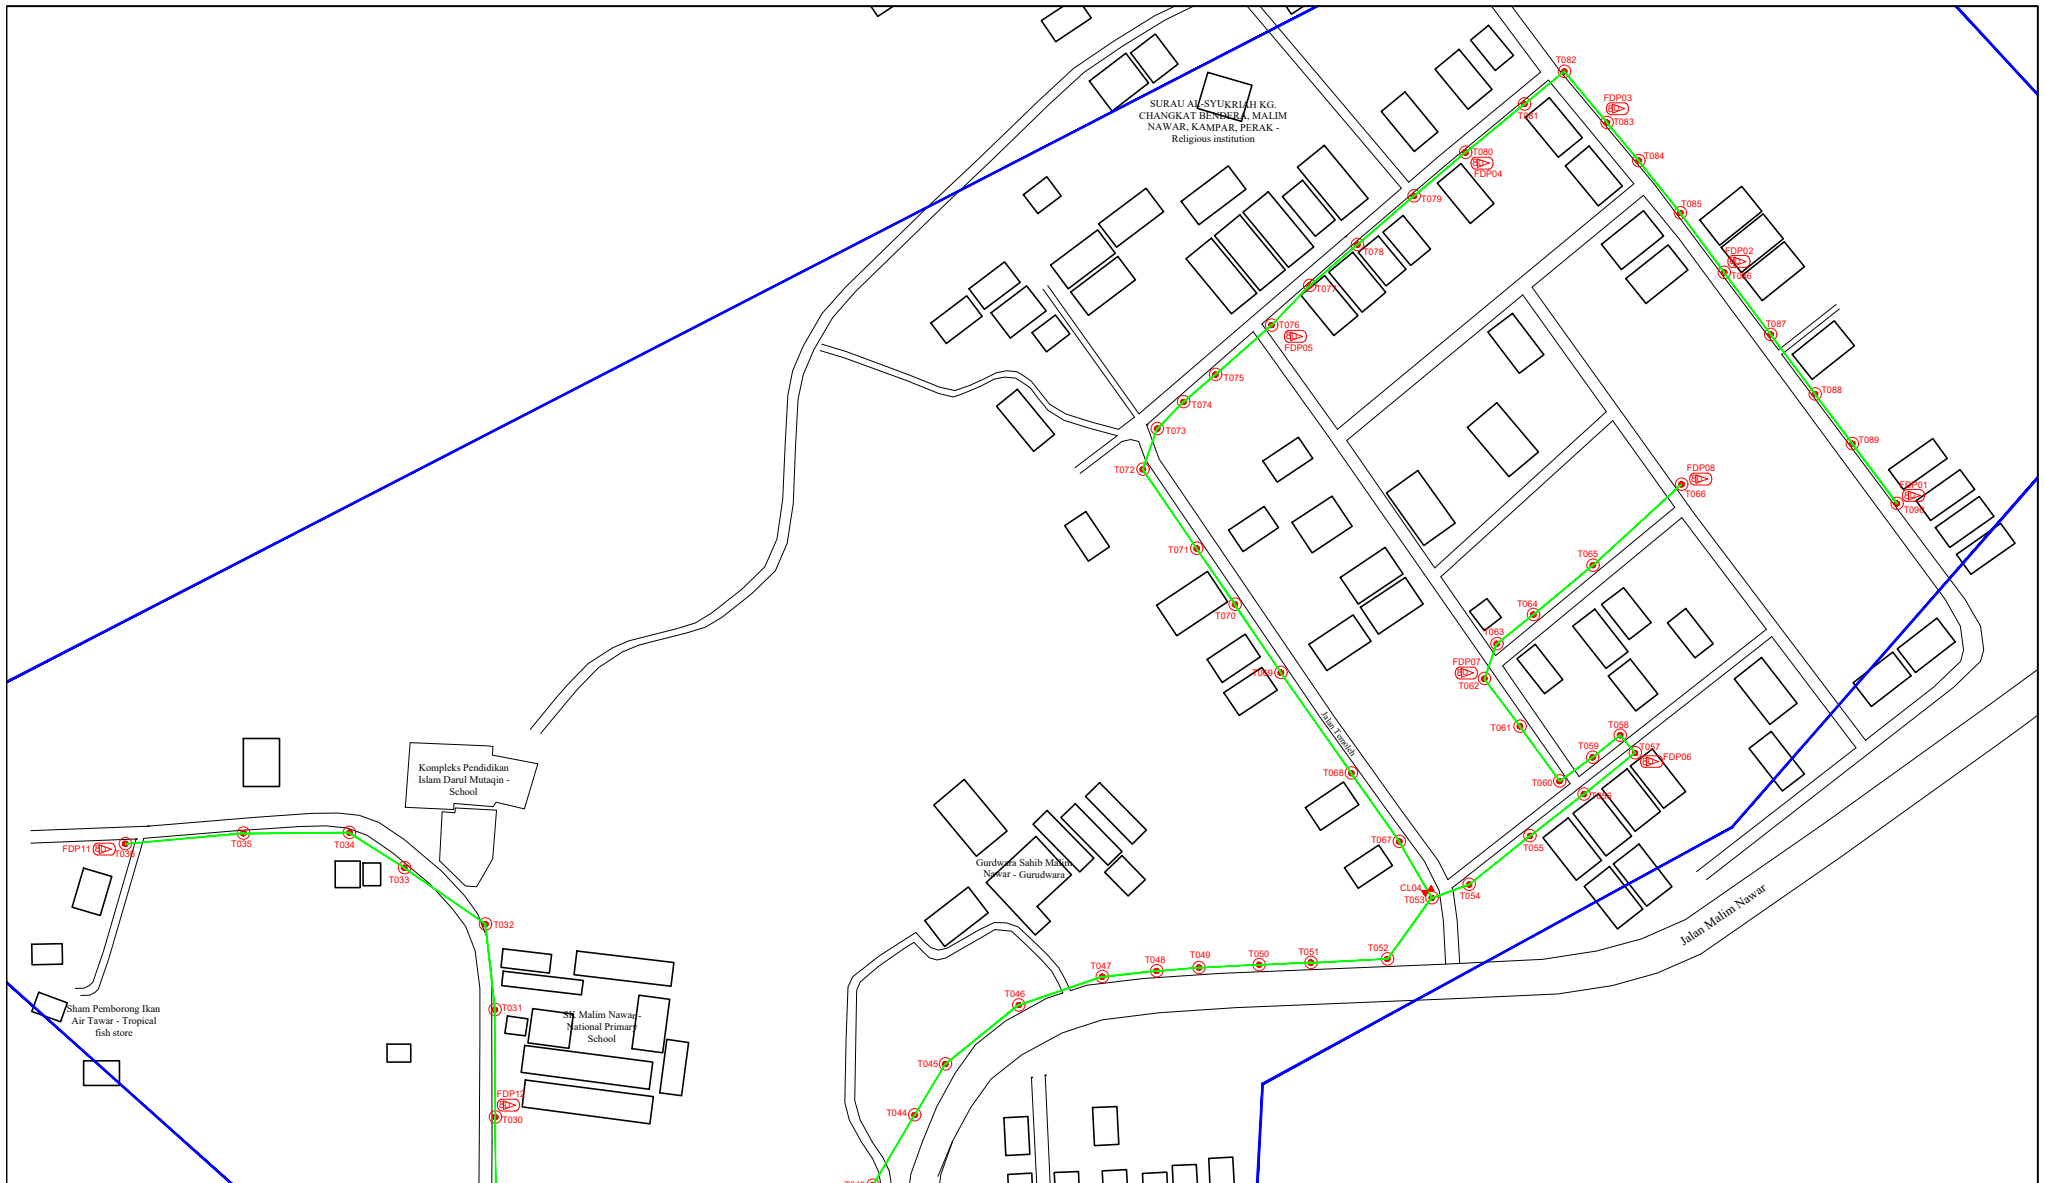 T082
FDP03
T083
T081
SURAU AL-SYUKRIAH KG.
CHANGKAT BENDERA, MALIM
NAWAR, KAMPAR, PERAK -
Religious institution
T080
FDP04
T084
T079
T085
T078
FDP02
T086
T077
T076
FDP05
T087
T075
T088
T074
T073
T089
T072
FDP08
T066
FDP01
T090
T071
T065
T070
T064
T063
FDP07
T062
T069
Jalan Temoleh
T061
T058
T057
FDP06
T059
T060
T068
T056
Kompleks Pendidikan
Islam Darul Mutaqin -
School
T067
T055
FDP11
T036
T035
T034
T033
Gurdwara Sahib Malim
Nawar - Gurudwara
CL04
T053
T054
T032
Jalan Malim Nawar
T052
T051
T050
T049
T048
T047
T046
T031
Sham Pemborong Ikan
Air Tawar - Tropical
fish store
SK Malim Nawar -
National Primary
School
T045
FDP12
T030
T044